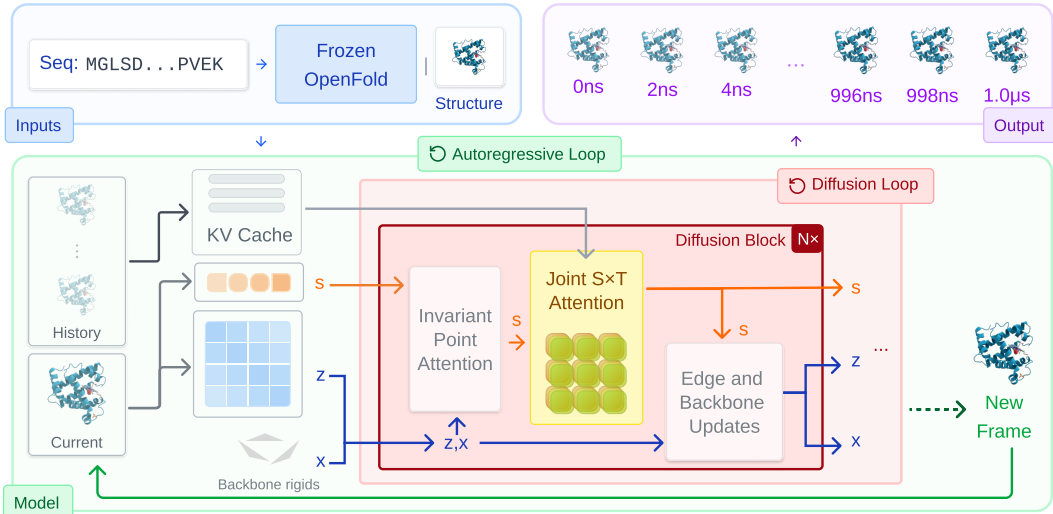 Seq: MGLSD...PVEK
Frozen
OpenFold
Structure
Inputs
0ns
2ns
4ns
...
996ns
998ns
1.0μs
Output
Autoregressive Loop
Diffusion Loop
History
Current
KV Cache
s
z
x
Backbone rigids
Diffusion Block
N×
Invariant
Point
Attention
s
z,x
Joint S×T
Attention
s
Edge and
Backbone
Updates
s
z
x
...
New
Frame
Model